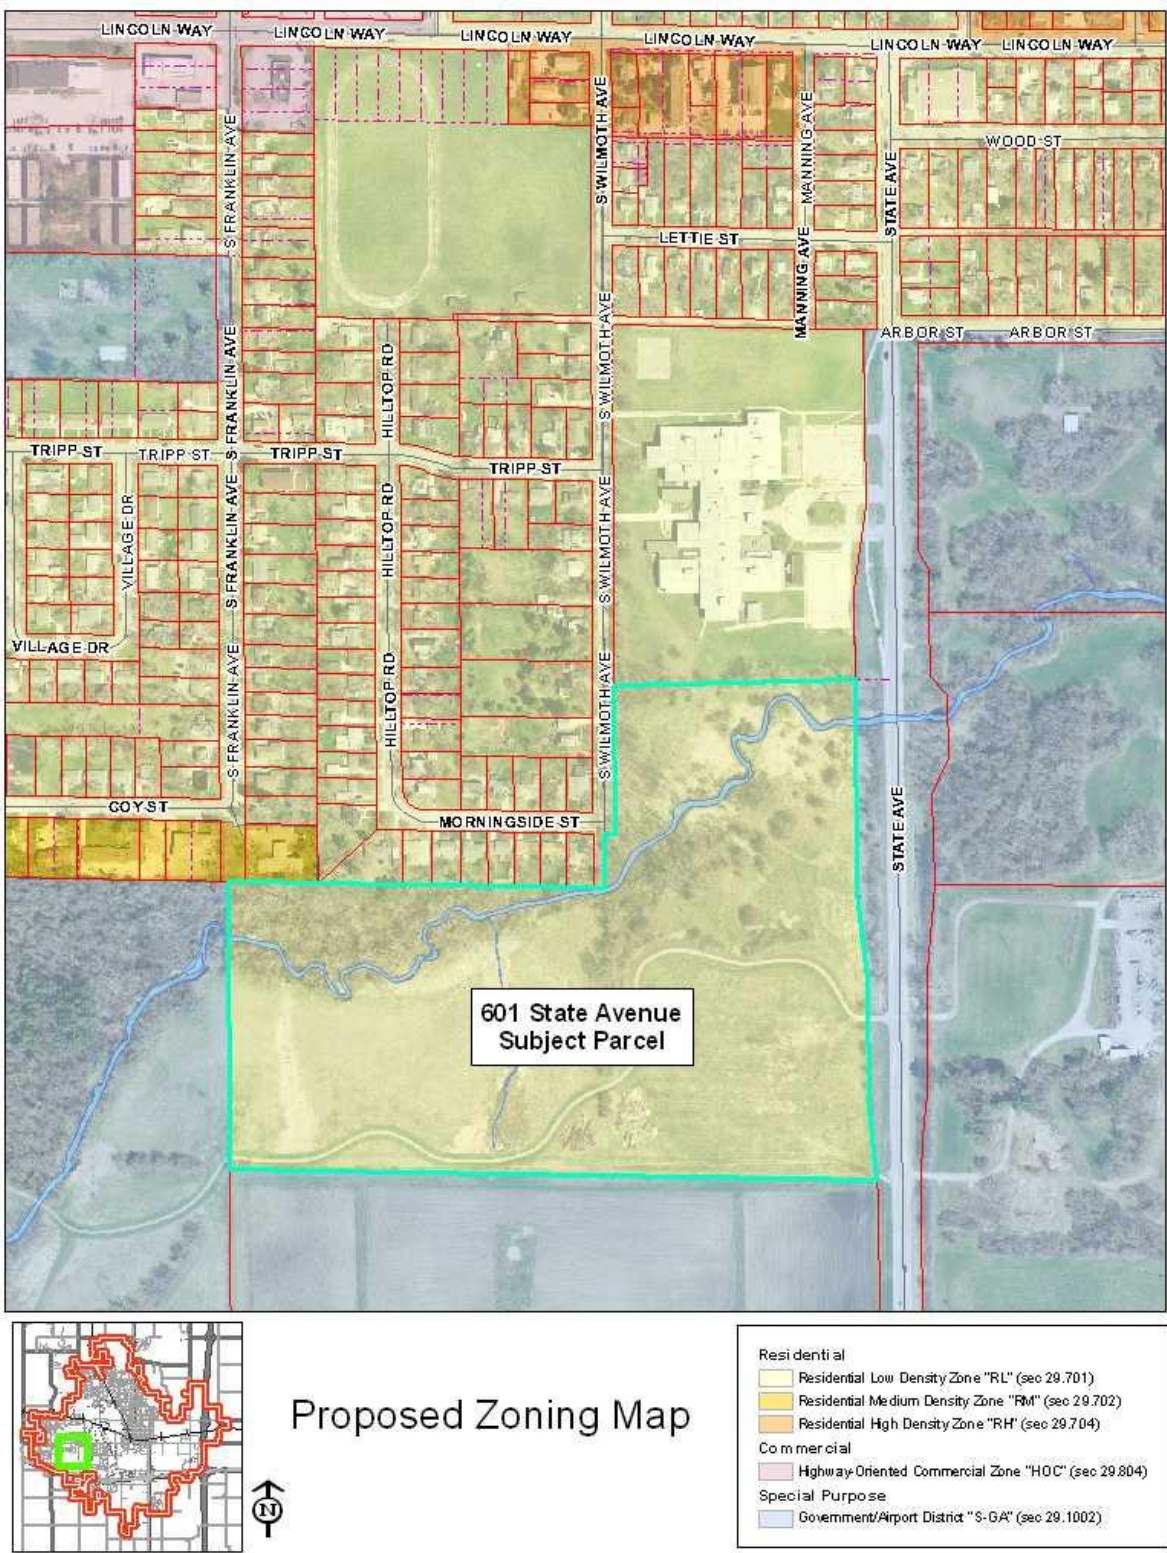 LINCOLN WAY
LINCOLN WAY
LINCOLN WAY
LINCOLN WAY
LINCOLN WAY
LINCOLN WAY
S FRANKLIN AVE
S WILMOTH AVE
MANNING AVE
STATE AVE
WOOD ST
LETTIE ST
MANNING AVE
ARBOR ST
ARBOR ST
S FRANKLIN AVE
HILLTOP RD
S WILMOTH AVE
TRIPP ST
TRIPP ST
S FRANKLIN AVE
TRIPP ST
TRIPP ST
VILLAGE DR
HILLTOP RD
S WILMOTH AVE
VILLAGE DR
S FRANKLIN AVE
HILLTOP RD
S WILMOTH AVE
COY ST
MORNINGSIDE ST
STATE AVE
601 State Avenue
Subject Parcel
Proposed Zoning Map
N
Residential
Residential Low Density Zone "RL" (sec 29.701)
Residential Medium Density Zone "RM" (sec 29.702)
Residential High Density Zone "RH" (sec 29.704)
Commercial
Highway-Oriented Commercial Zone "HOC" (sec 29.804)
Special Purpose
Government/Airport District "S-GA" (sec 29.1002)